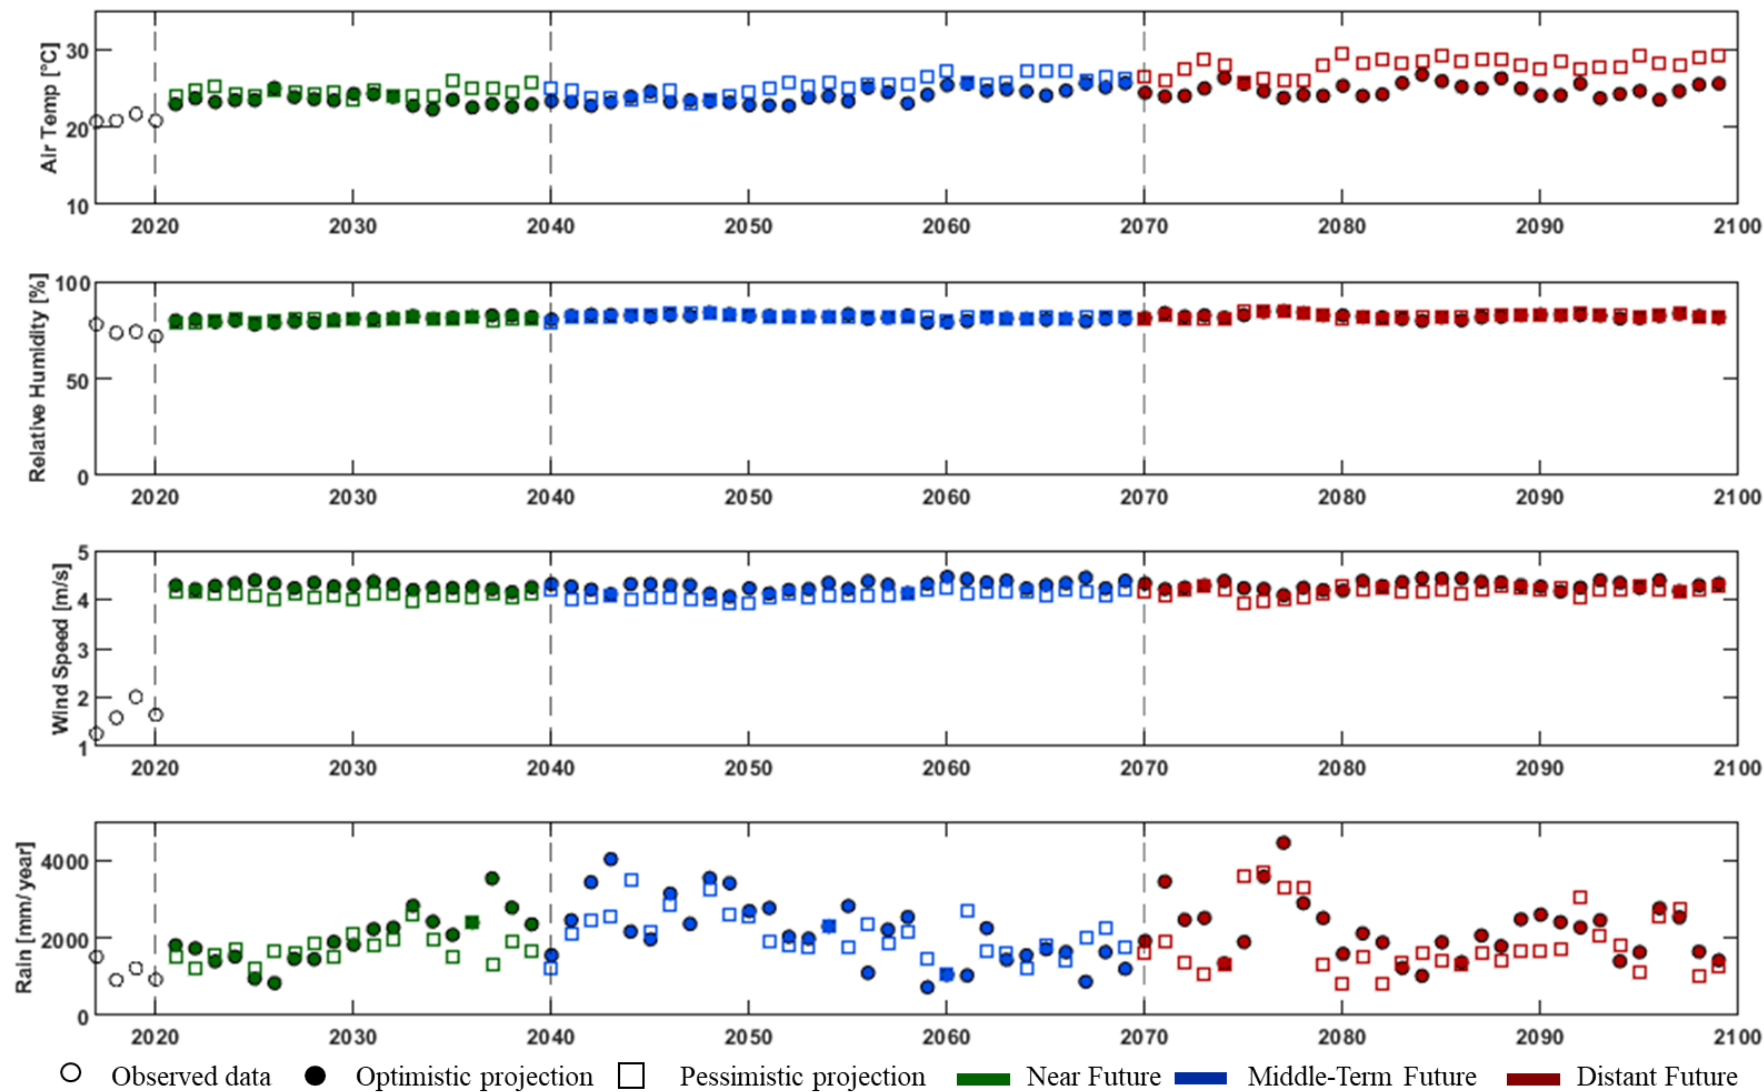 Air Temp [°C]
30
20
10
2020 2030 2040 2050 2060 2070 2080 2090 2100
Relative Humidity [%]
100
50
0
2020 2030 2040 2050 2060 2070 2080 2090 2100
Wind Speed [m/s]
5
4
3
2
1
2020 2030 2040 2050 2060 2070 2080 2090 2100
Rain [mm/year]
4000
2000
0
2020 2030 2040 2050 2060 2070 2080 2090 2100
Observed data Optimistic projection Pessimistic projection Near Future Middle-Term Future Distant Future